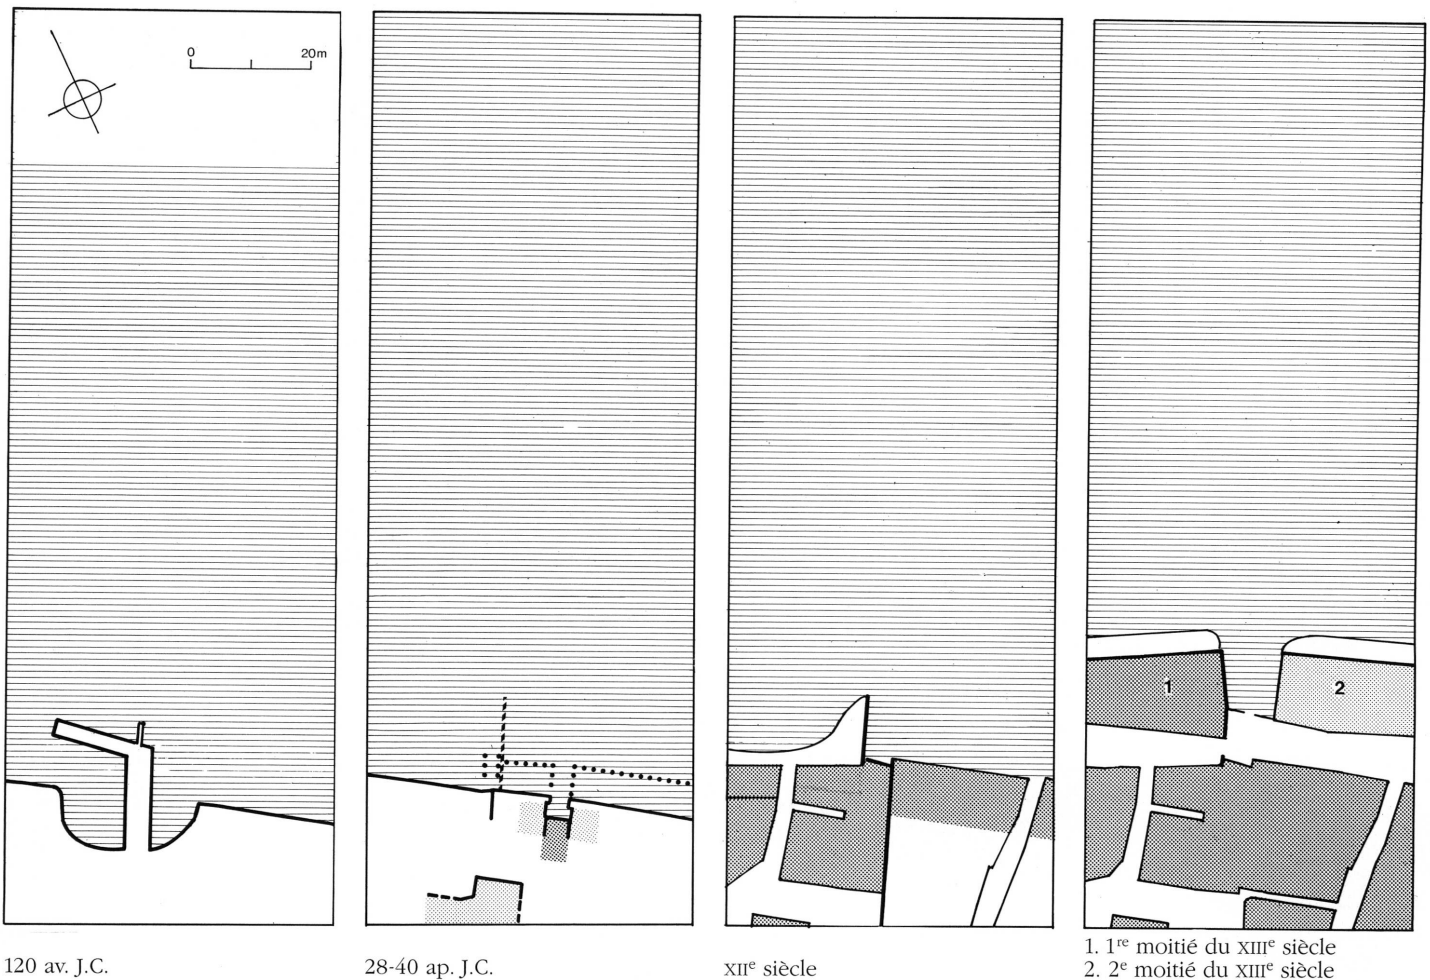 0 20m
1 2
120 av. J.C.
28-40 ap. J.C.
XIIe siècle
1. 1re moitié du XIIIe siècle
2. 2e moitié du XIIIe siècle